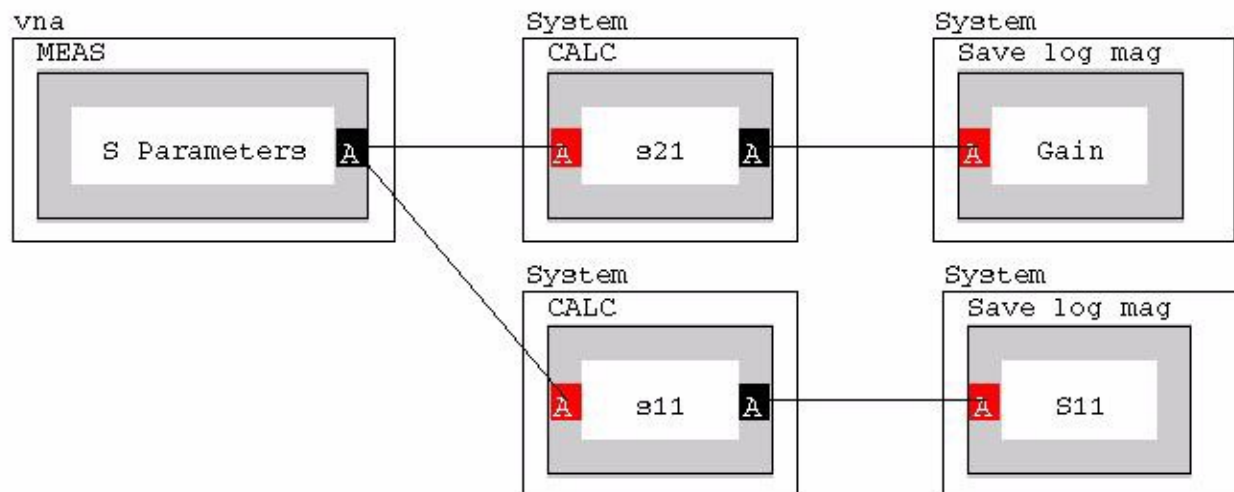 vna
MEAS
S Parameters
A
System
CALC
A
s21
A
System
Save log mag
A
Gain
System
CALC
A
s11
A
System
Save log mag
A
S11